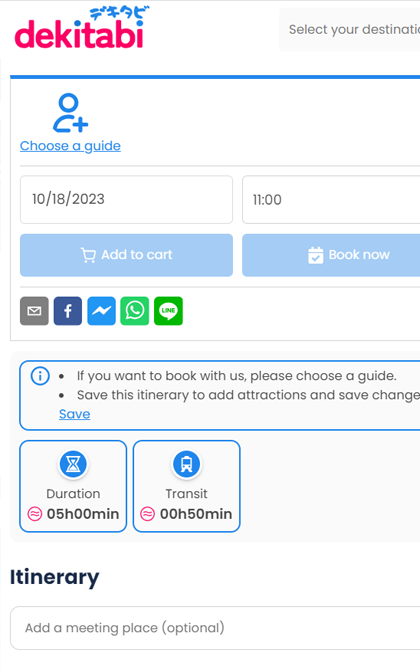 デキタビ
dekitabi
Select your destinatio
Choose a guide
10/18/2023
11:00
Add to cart
Book now
LINE
If you want to book with us, please choose a guide.
Save this itinerary to add attractions and save change
Save
Duration
05h00min
Transit
00h50min
Itinerary
Add a meeting place (optional)